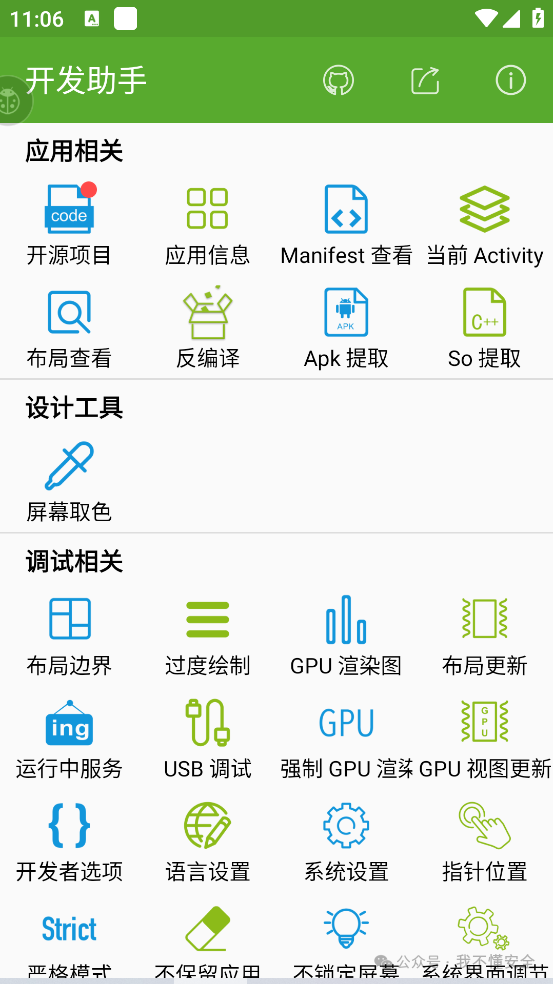 11:06
A
开发助手
应用相关
code
开源项目
应用信息
Manifest 查看
当前 Activity
APK
C++
布局查看
反编译
Apk 提取
So 提取
设计工具
屏幕取色
调试相关
布局边界
过度绘制
GPU 渲染图
布局更新
ing
GPU
GPU
运行中服务
USB 调试
强制 GPU 渲染
GPU 视图更新
{ }
开发者选项
语言设置
系统设置
指针位置
Strict
严格模式
不保留应用
不锁定屏幕
系统界面调节
公众号 · 我不懂安全